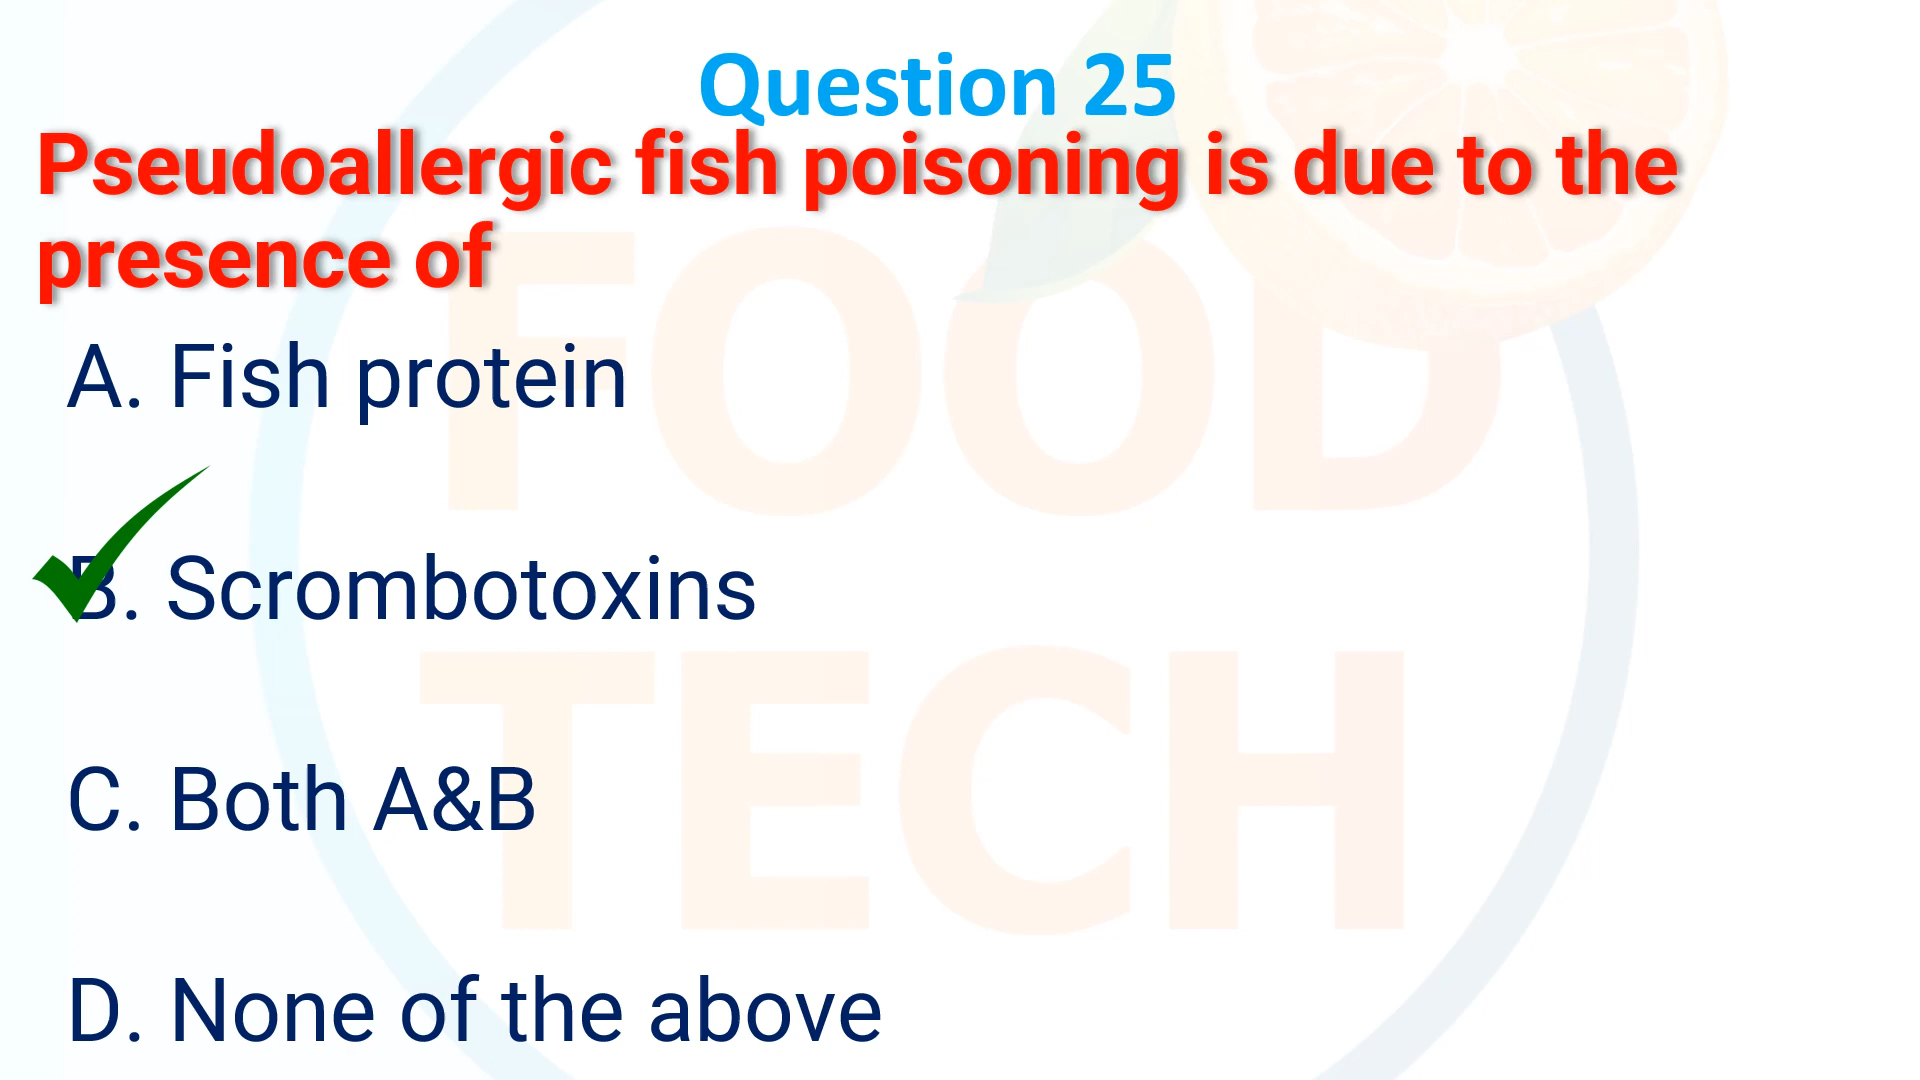 Question 25
Pseudoallergic fish poisoning is due to the
presence of
A. Fish protein
B. Scrombotoxins
C. Both A&B
D. None of the above
FOOD
TECH